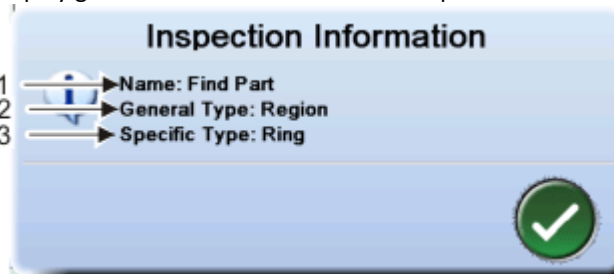 Inspection Information
1 Name: Find Part
2 General Type: Region
3 Specific Type: Ring